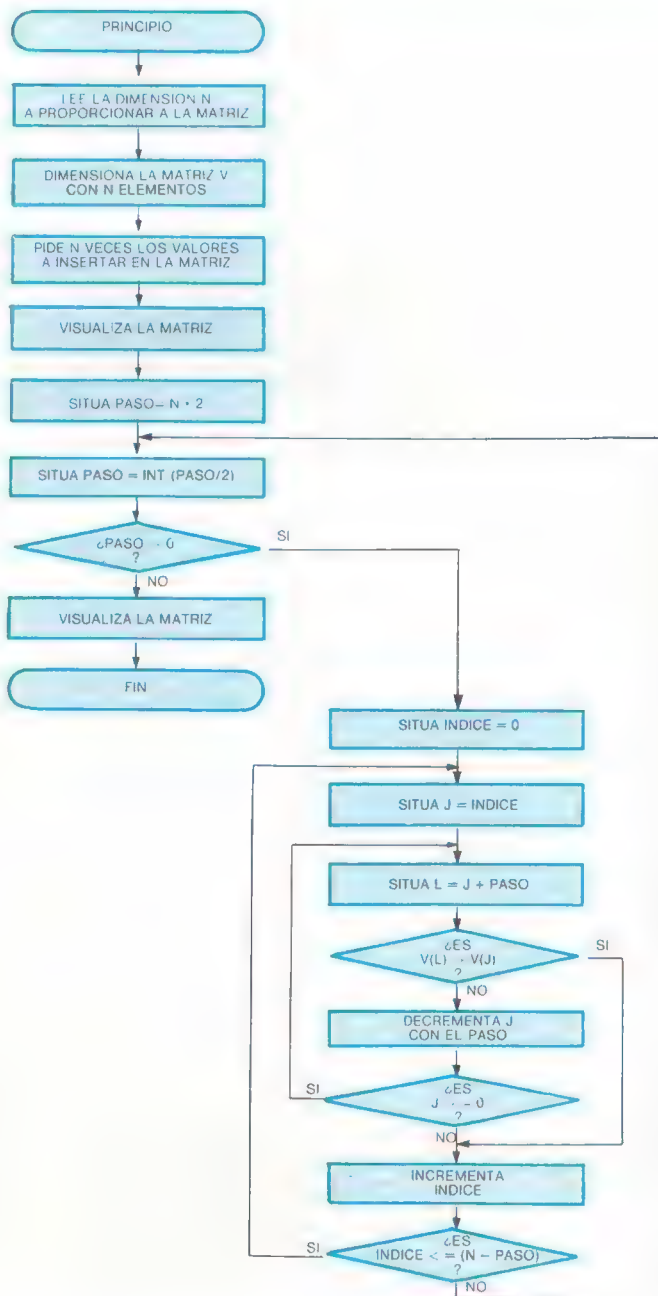 PRINCIPIO
LEE LA DIMENSION N
A PROPORCIONAR A LA MATRIZ
DIMENSIONA LA MATRIZ V
CON N ELEMENTOS
PIDE N VECES LOS VALORES
A INSERTAR EN LA MATRIZ
VISUALIZA LA MATRIZ
SITUA PASO = N * 2
SITUA PASO = INT (PASO/2)
¿PASO 0
?
SI
NO
VISUALIZA LA MATRIZ
FIN
SITUA INDICE = 0
SITUA J = INDICE
SITUA L = J + PASO
¿ES
V(L) V(J)
?
SI
NO
DECREMENTA J
CON EL PASO
¿ES
J = 0
?
SI
NO
INCREMENTA
INDICE
¿ES
INDICE < = (N – PASO)
?
SI
NO